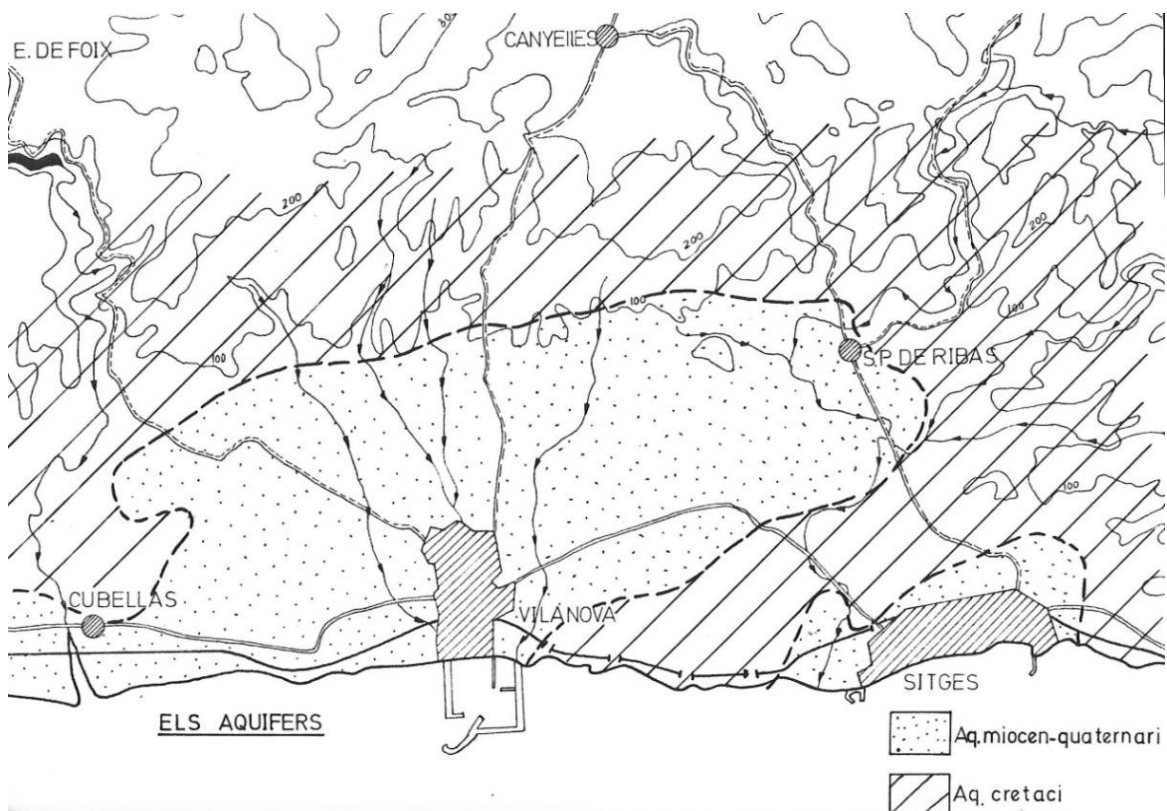 E. DE FOIX
CANYEllES
300
200
200
200
100
100
100
100
S.P. DE RIBAS
CUBELLAS
VILANOVA
SITGES
ELS AQUIFERS
Aq.miocen-quaternari
Aq. cretaci